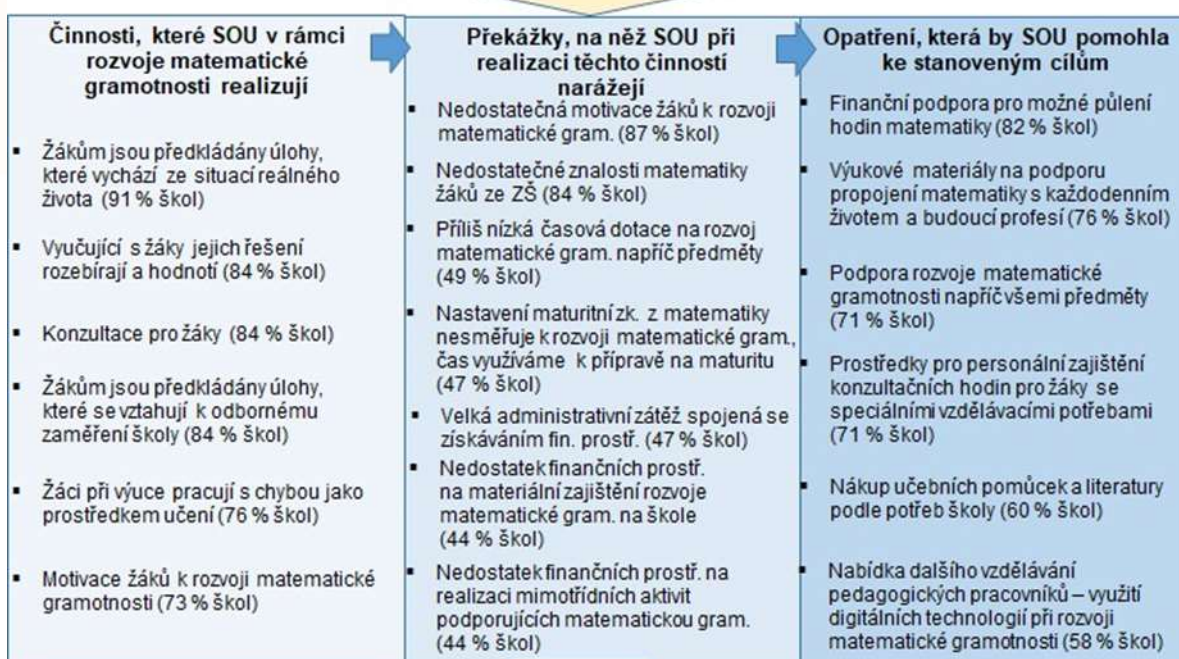 Činnosti, které SOU v rámci
rozvoje matematické
gramotnosti realizují
▪ Žákům jsou předkládány úlohy,
které vychází ze situací reálného
života (91 % škol)
▪ Vyučující s žáky jejich řešení
rozebírají a hodnotí (84 % škol)
▪ Konzultace pro žáky (84 % škol)
▪ Žákům jsou předkládány úlohy,
které se vztahují k odbornému
zaměření školy (84 % škol)
▪ Žáci při výuce pracují s chybou jako
prostředkem učení (76 % škol)
▪ Motivace žáků k rozvoji matematické
gramotnosti (73 % škol)
Překážky, na něž SOU při
realizaci těchto činností
narážejí
▪ Nedostatečná motivace žáků k rozvoji
matematické gram. (87 % škol)
▪ Nedostatečné znalosti matematiky
žáků ze ZŠ (84 % škol)
▪ Příliš nízká časová dotace na rozvoj
matematické gram. napříč předměty
(49 % škol)
▪ Nastavení maturitní zk. z matematiky
nesměřuje k rozvoji matematické gram.,
čas využíváme k přípravě na maturitu
(47 % škol)
▪ Velká administrativní zátěž spojená se
získáváním fin. prostř. (47 % škol)
▪ Nedostatek finančních prostř.
na materiální zajištění rozvoje
matematické gram. na škole
(44 % škol)
▪ Nedostatek finančních prostř. na
realizaci mimotřídních aktivit
podporujících matematickou gram.
(44 % škol)
Opatření, která by SOU pomohla
ke stanoveným cílům
▪ Finanční podpora pro možné půlení
hodin matematiky (82 % škol)
▪ Výukové materiály na podporu
propojení matematiky s každodenním
životem a budoucí profesí (76 % škol)
▪ Podpora rozvoje matematické
gramotnosti napříč všemi předměty
(71 % škol)
▪ Prostředky pro personální zajištění
konzultačních hodin pro žáky se
speciálními vzdělávacími potřebami
(71 % škol)
▪ Nákup učebních pomůcek a literatury
podle potřeb školy (60 % škol)
▪ Nabídka dalšího vzdělávání
pedagogických pracovníků – využití
digitálních technologií při rozvoji
matematické gramotnosti (58 % škol)